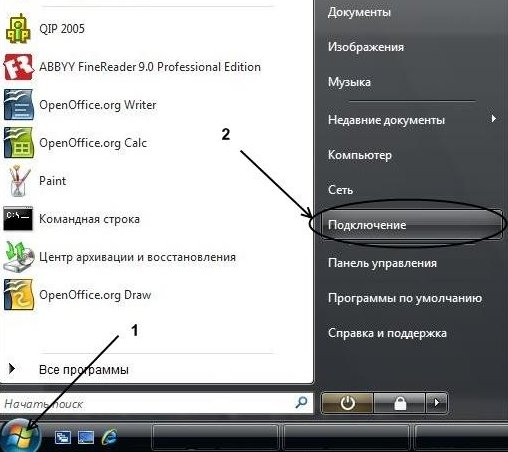 QIP 2005
ABBYY FineReader 9.0 Professional Edition
OpenOffice.org Writer
OpenOffice.org Calc
Paint
Командная строка
Центр архивации и восстановления
OpenOffice.org Draw
1
Все программы
Начать поиск
Документы
Изображения
Музыка
Недавние документы
2
Компьютер
Сеть
Подключение
Панель управления
Программы по умолчанию
Справка и поддержка